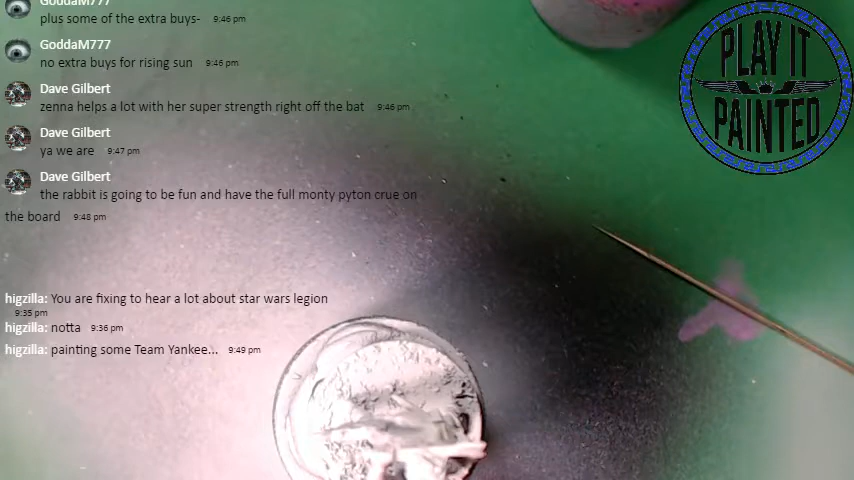 GoddaM777
plus some of the extra buys- 9:46 pm
GoddaM777
no extra buys for rising sun 9:46 pm
Dave Gilbert
zenna helps a lot with her super strength right off the bat 9:46 pm
Dave Gilbert
ya we are 9:47 pm
Dave Gilbert
the rabbit is going to be fun and have the full monty pyton crue on
the board 9:48 pm
higzilla: You are fixing to hear a lot about star wars legion
9:35 pm
higzilla: notta 9:36 pm
higzilla: painting some Team Yankee... 9:49 pm
PLAY IT
PAINTED